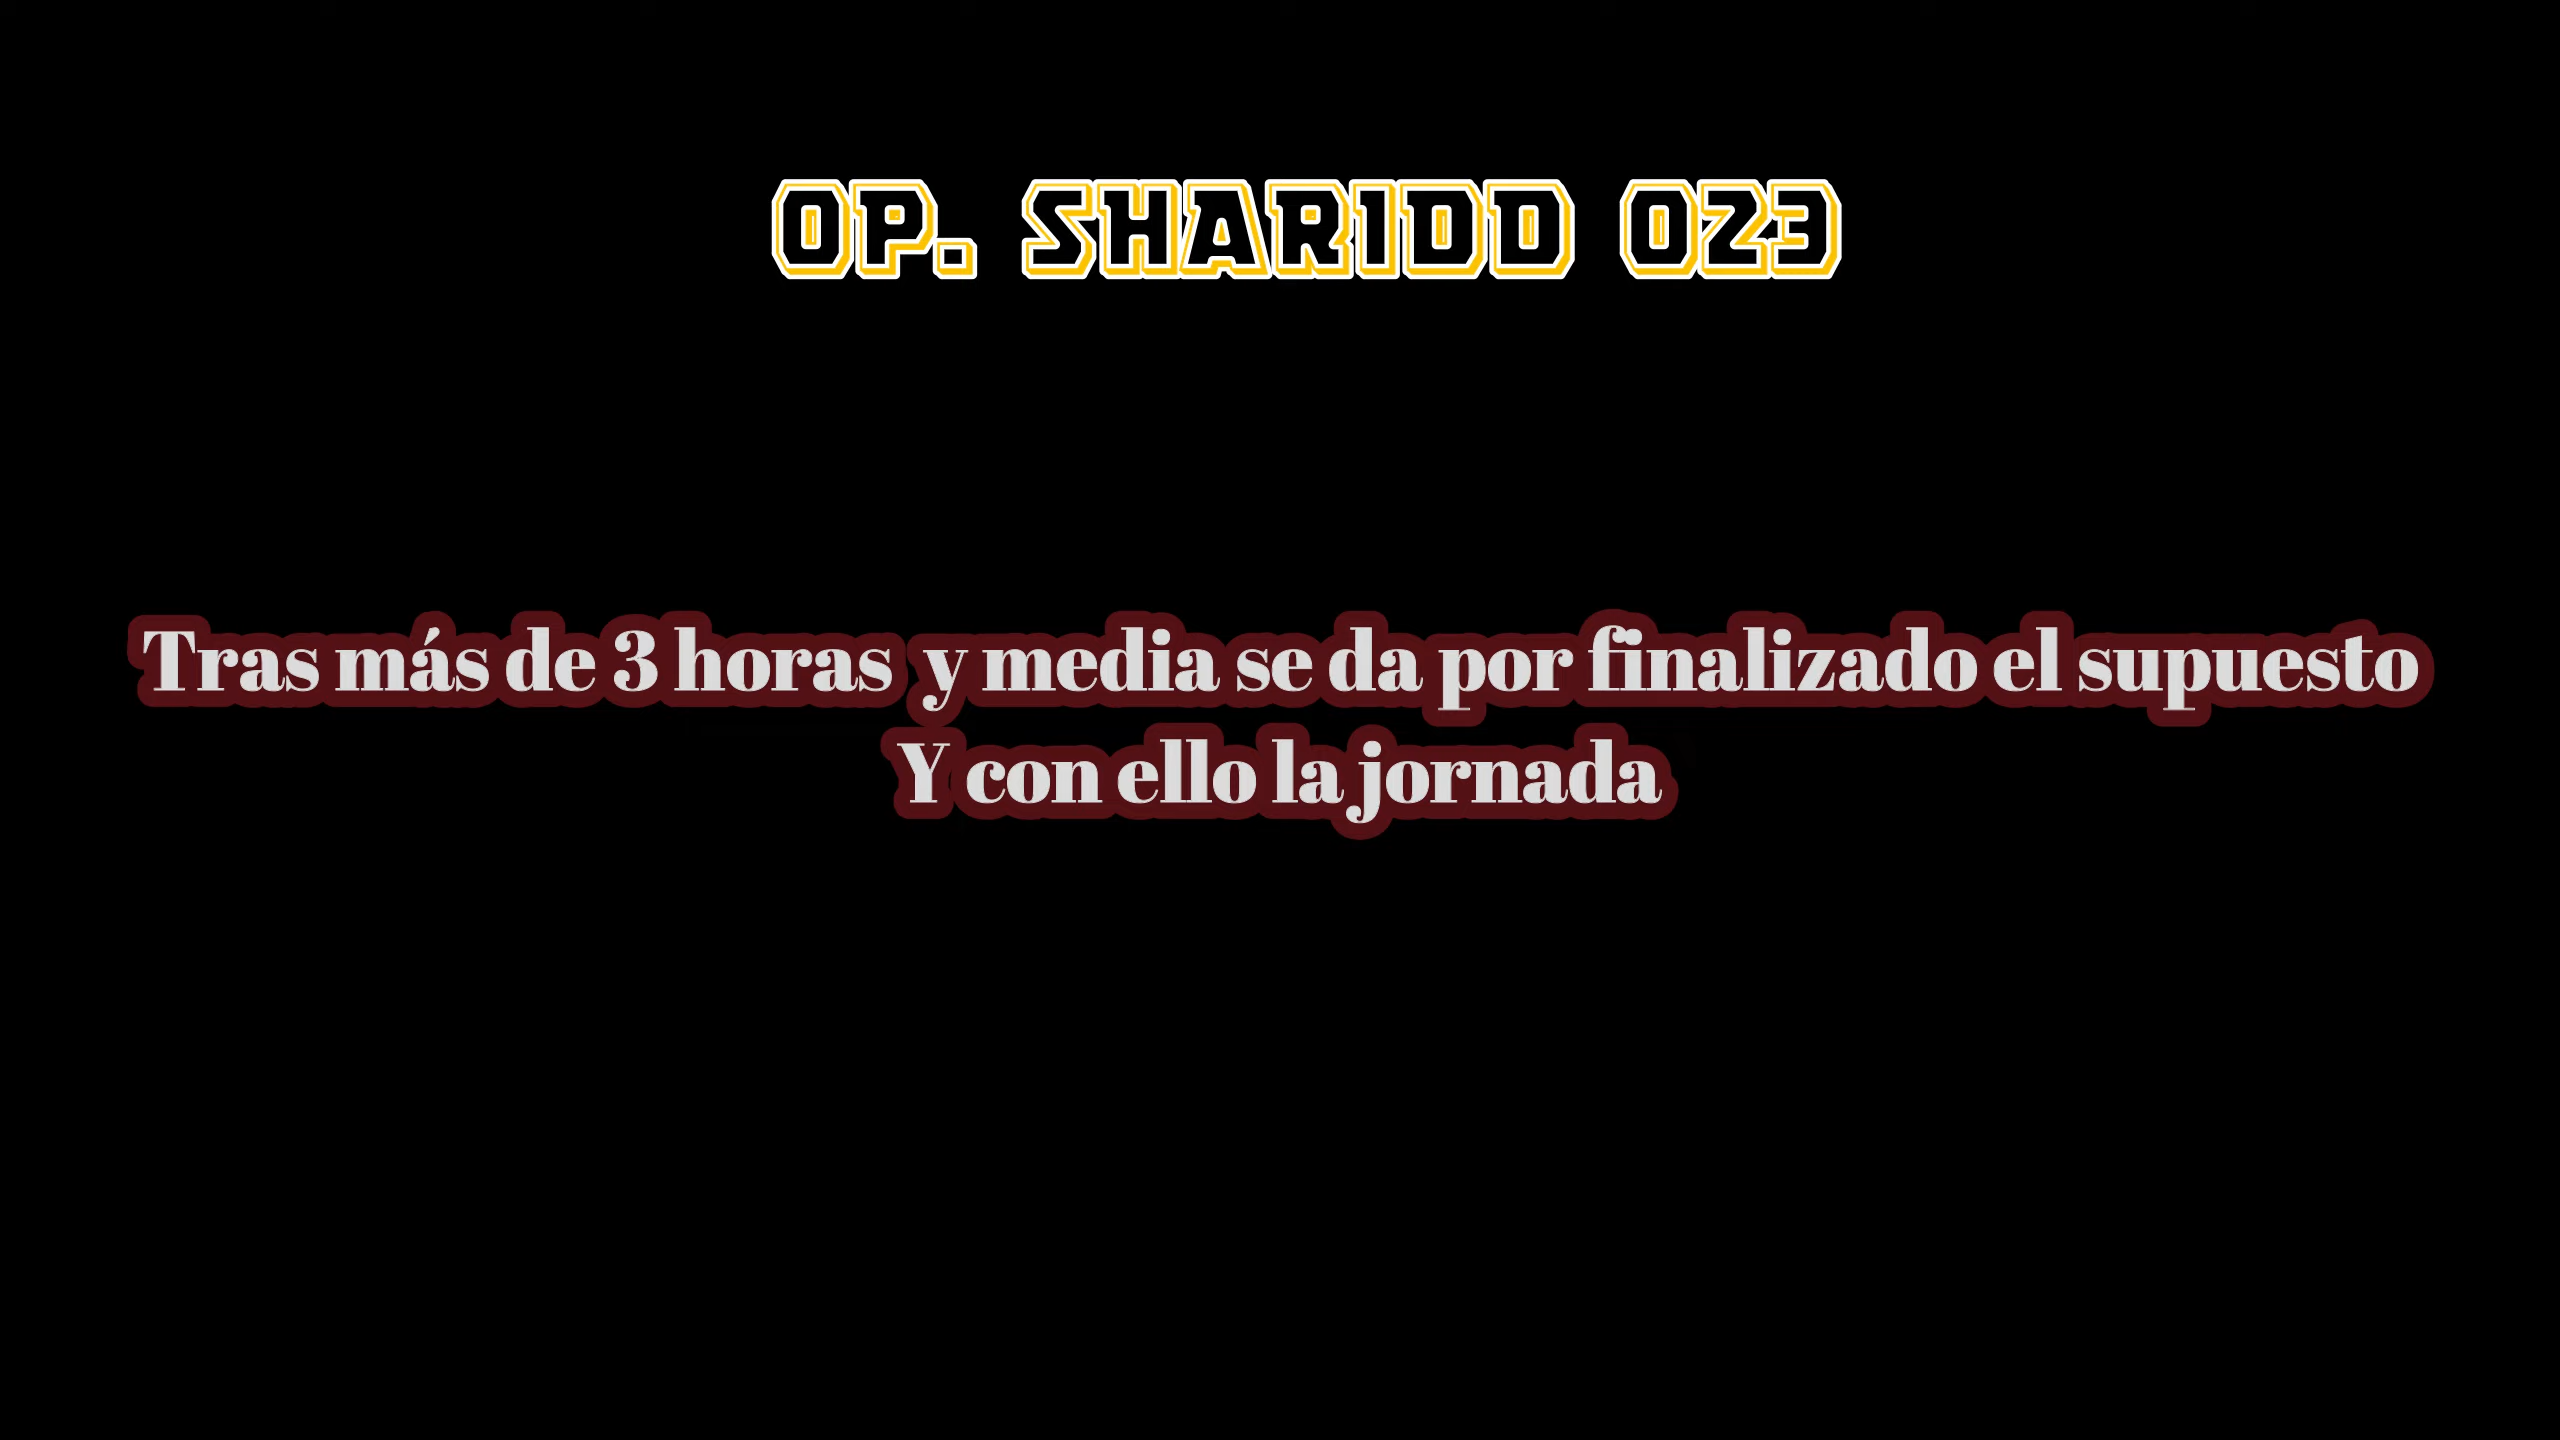 OP. SHARIDD 023
Tras más de 3 horas y media se da por finalizado el supuesto
Y con ello la jornada